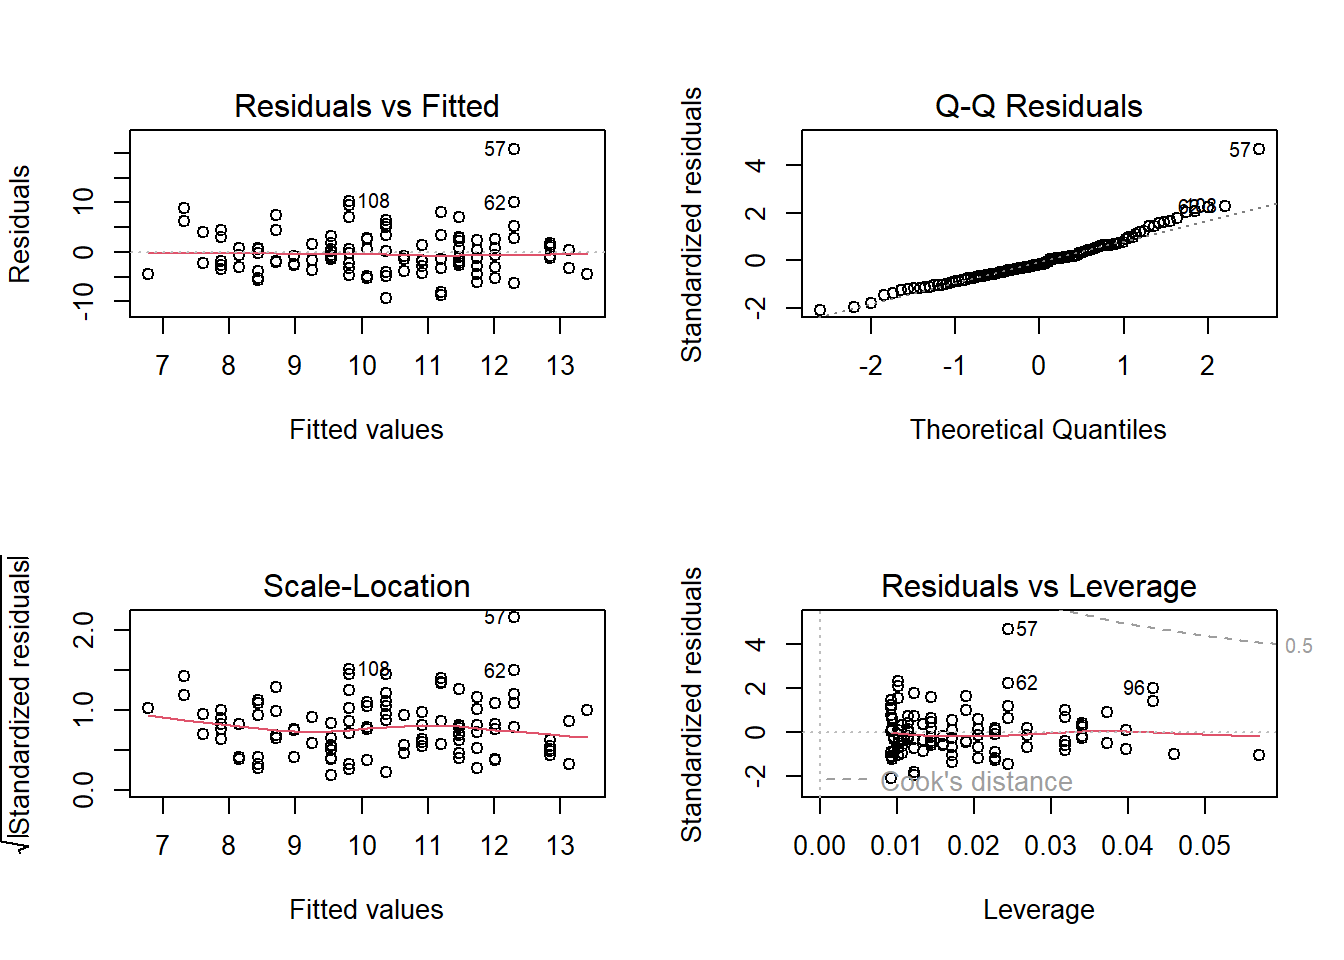 Residuals vs Fitted
Residuals
10
0
-10
57
108
62
7 8 9 10 11 12 13
Fitted values
Q-Q Residuals
Standardized residuals
4
2
0
-2
57
62
108
-2 -1 0 1 2
Theoretical Quantiles
Scale-Location
√|Standardized residuals|
2.0
1.0
0.0
57
108
62
7 8 9 10 11 12 13
Fitted values
Residuals vs Leverage
Standardized residuals
4
2
0
-2
57
62
96
0.5
Cook's distance
0.00 0.01 0.02 0.03 0.04 0.05
Leverage